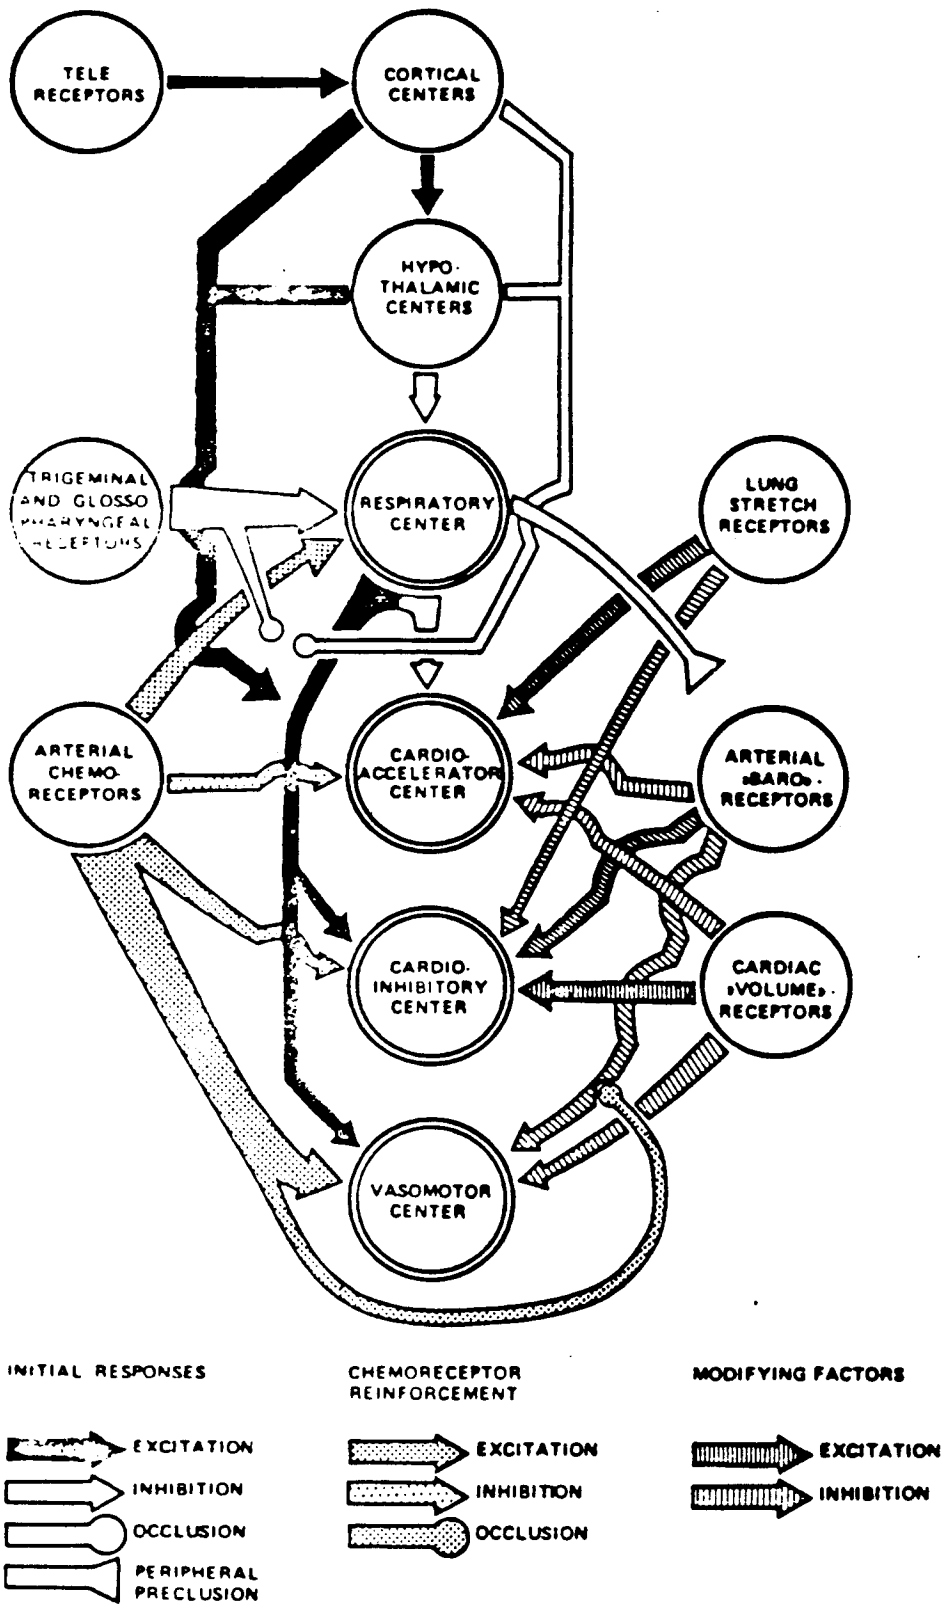 TELE
RECEPTORS
CORTICAL
CENTERS
HYPO-
THALAMIC
CENTERS
TRIGEMINAL
AND GLOSSO
PHARYNGEAL
RECEPTORS
RESPIRATORY
CENTER
LUNG
STRETCH
RECEPTORS
ARTERIAL
CHEMO-
RECEPTORS
CARDIO-
ACCELERATOR
CENTER
ARTERIAL
»BARO»-
RECEPTORS
CARDIO-
INHIBITORY
CENTER
CARDIAC
»VOLUME»-
RECEPTORS
VASOMOTOR
CENTER
INITIAL RESPONSES
EXCITATION
INHIBITION
OCCLUSION
PERIPHERAL
PRECLUSION
CHEMORECEPTOR
REINFORCEMENT
EXCITATION
INHIBITION
OCCLUSION
MODIFYING FACTORS
EXCITATION
INHIBITION